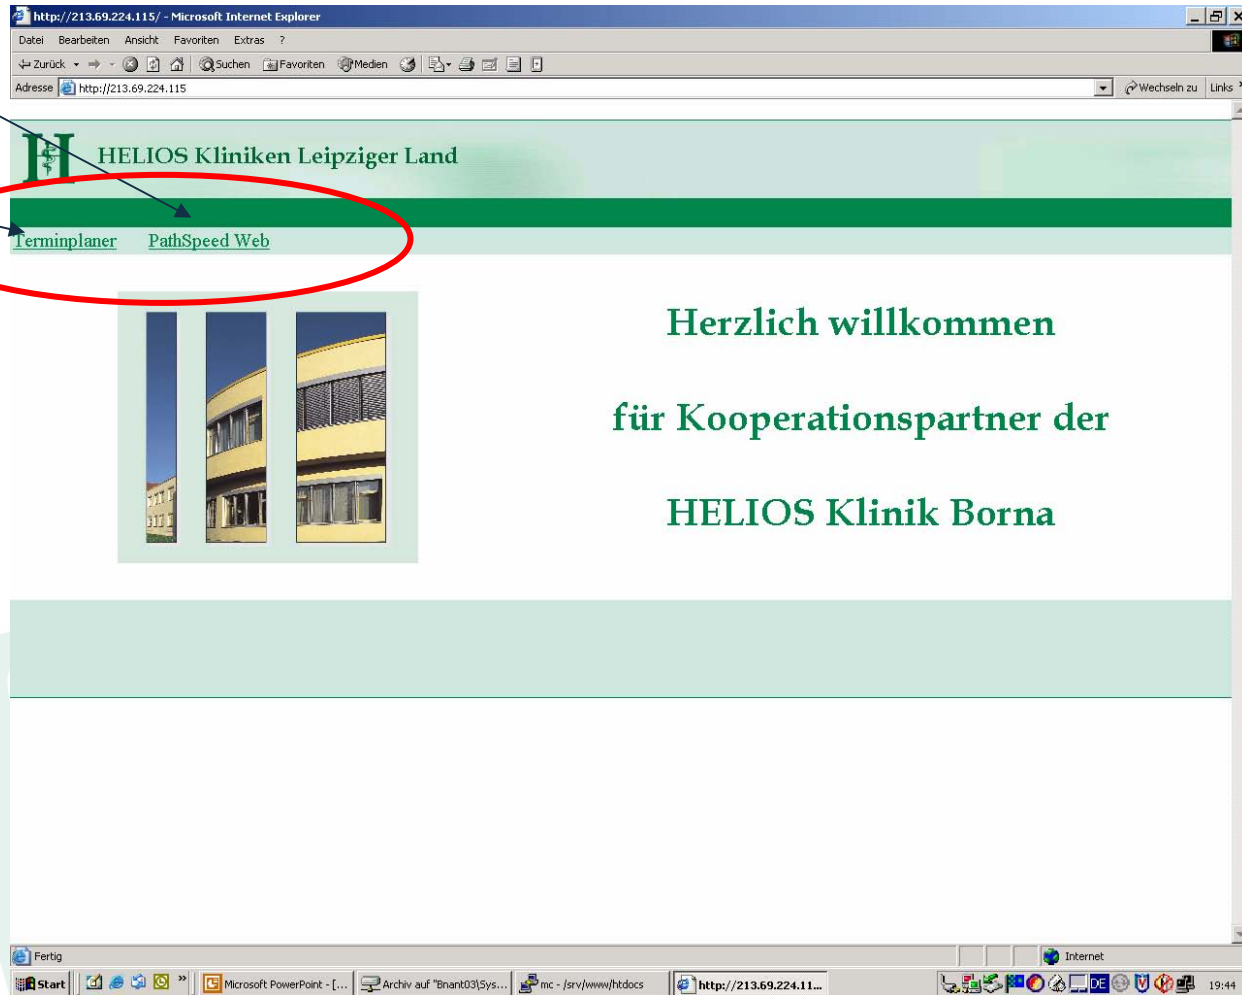 http://213.69.224.115/ - Microsoft Internet Explorer
Datei Bearbeiten Ansicht Favoriten Extras ?
Zurück Suchen Favoriten Medien
Adresse http://213.69.224.115 Wechseln zu Links
H HELIOS Kliniken Leipziger Land
Terminplaner PathSpeed Web
Herzlich willkommen
für Kooperationspartner der
HELIOS Klinik Borna
Fertig Internet
Start Microsoft PowerPoint - [... Archiv auf "Bnant03\Sys... mc - /srv/www/htdocs http://213.69.224.11... DE 19:44